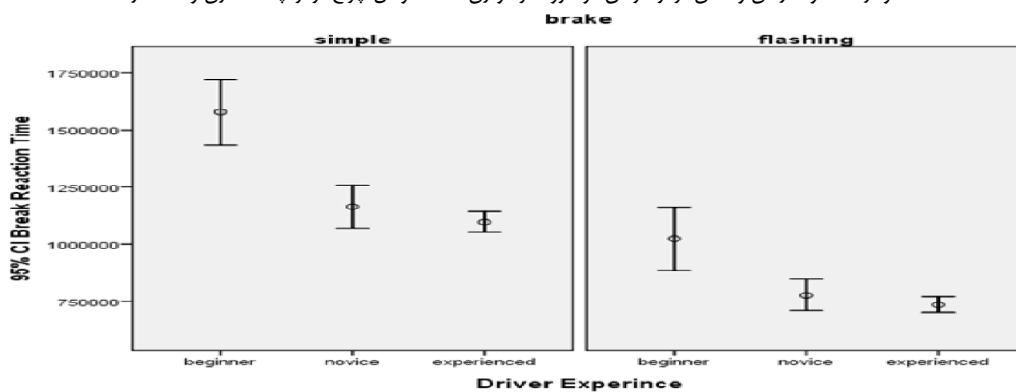 brake
simple flashing
1750000
1500000
1250000
1000000
750000
95% CI Break Reaction Time
beginner novice experienced beginner novice experienced
Driver Experince